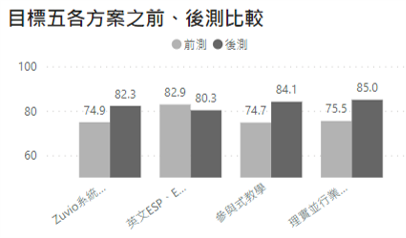 目標五各方案之前、後測比較
前測 後測
100
80
60
74.9 82.3
82.9 80.3
74.7 84.1
75.5 85.0
Zuvio系統...
英文ESP、E...
參與式教學
理實並行業...